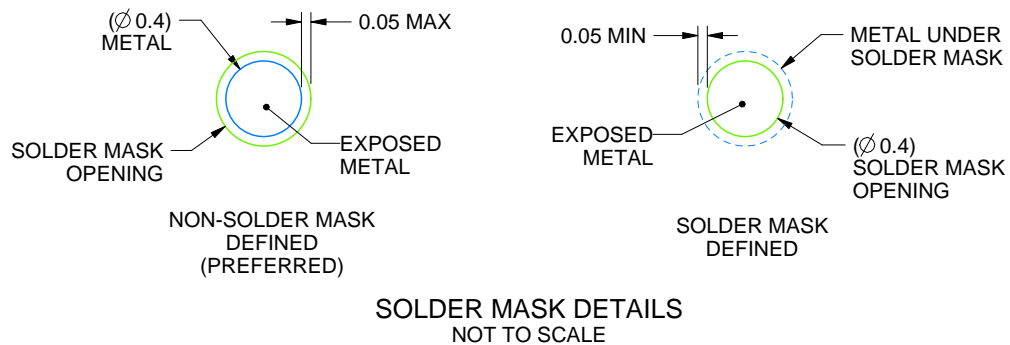 (Ø 0.4)
METAL
0.05 MAX
SOLDER MASK
OPENING
EXPOSED
METAL
NON-SOLDER MASK
DEFINED
(PREFERRED)
0.05 MIN
METAL UNDER
SOLDER MASK
EXPOSED
METAL
(Ø 0.4)
SOLDER MASK
OPENING
SOLDER MASK
DEFINED
SOLDER MASK DETAILS
NOT TO SCALE